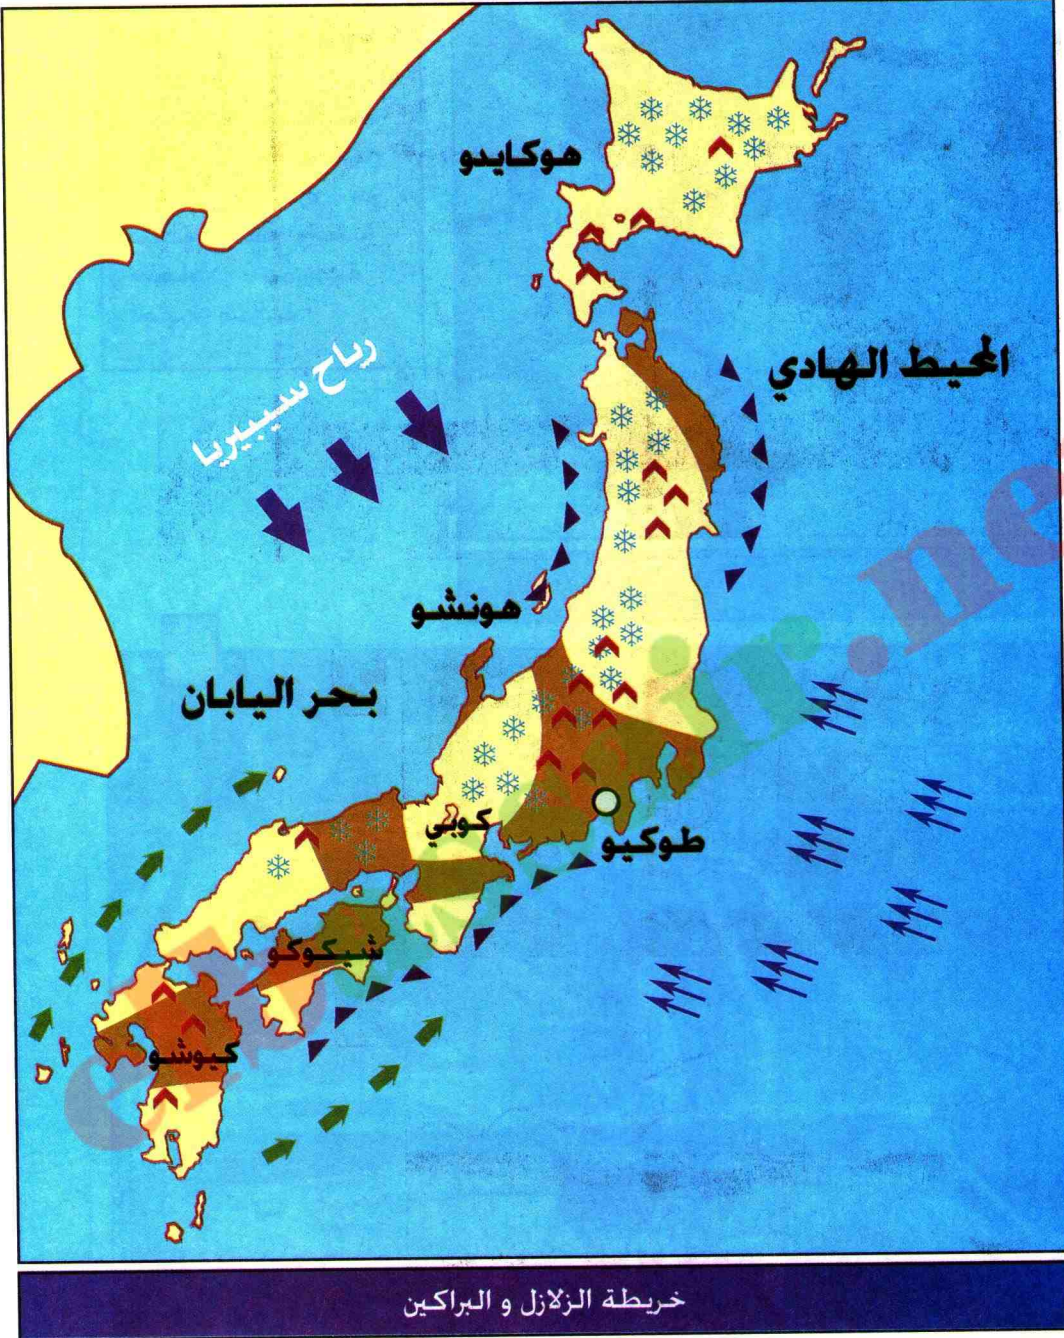 هوكايدو
المحيط الهادي
رياح سيبيريا
هونشو
بحر اليابان
كوبي
طوكيو
شيكوكو
كيوشو
خريطة الزلازل و البراكين